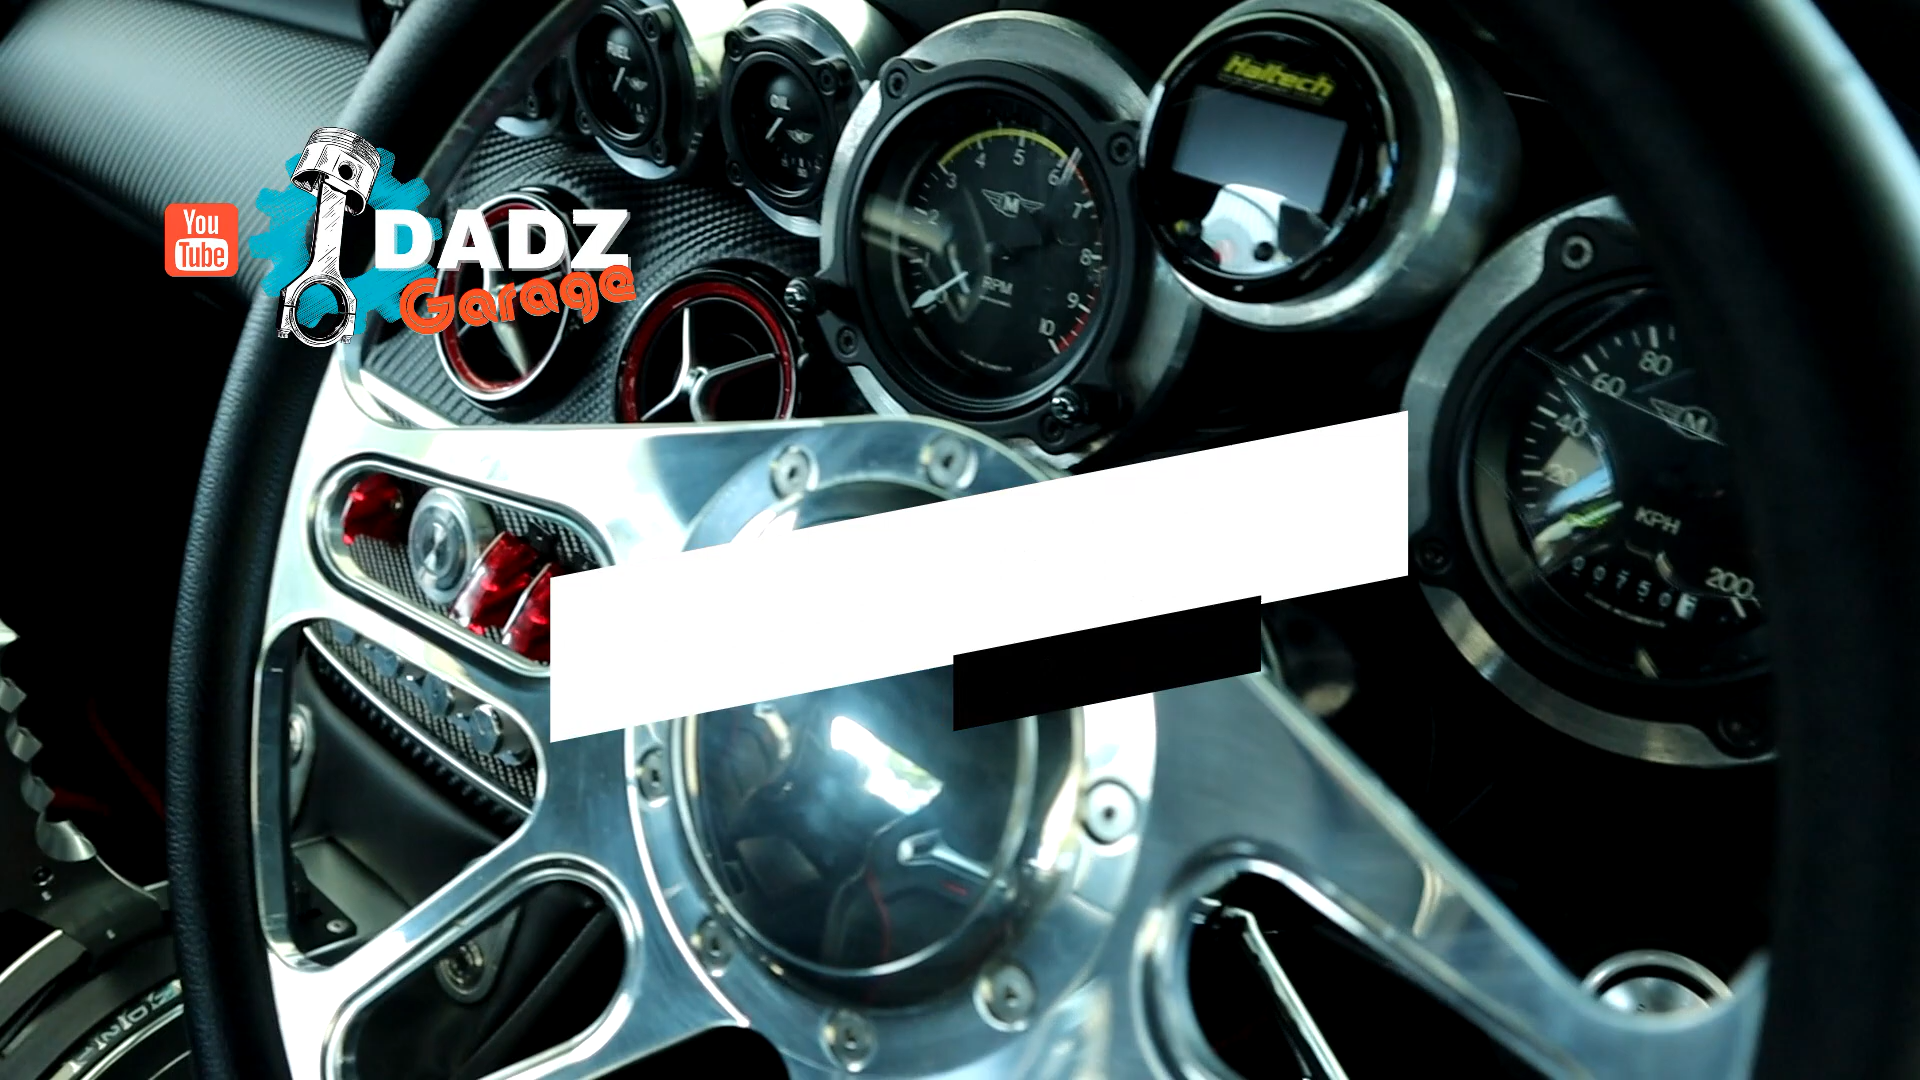 FUEL
OIL
Haltech
4 5 6
3 7
2 8
1 9
10
M
RPM
You
Tube
DADZ
Garage
80
60
40
20
M
KPH
200
00750